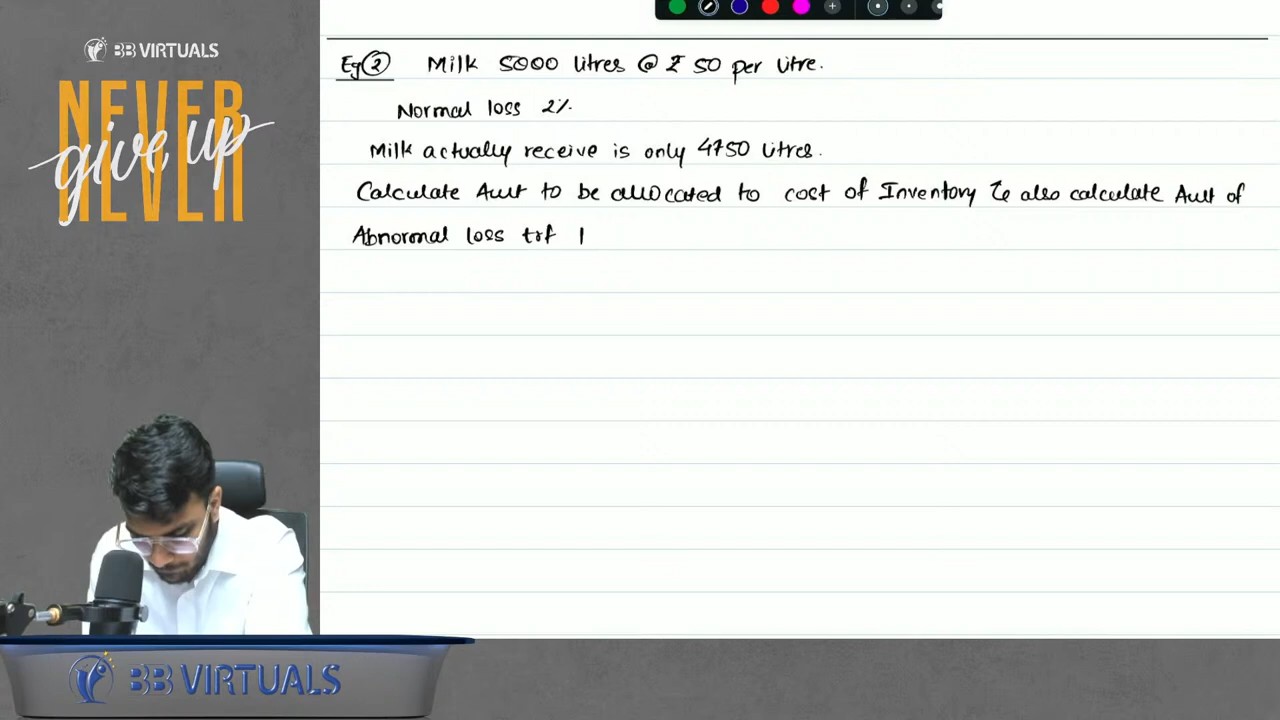 BB VIRTUALS
NEVER
give up
NEVER
Eg ② Milk 5000 litres @ ₹ 50 per litre.
Normal loss 2%
Milk actually receive is only 4750 litres.
Calculate Amt to be allocated to cost of Inventory & also calculate Amt of
Abnormal loss trf
BB VIRTUALS